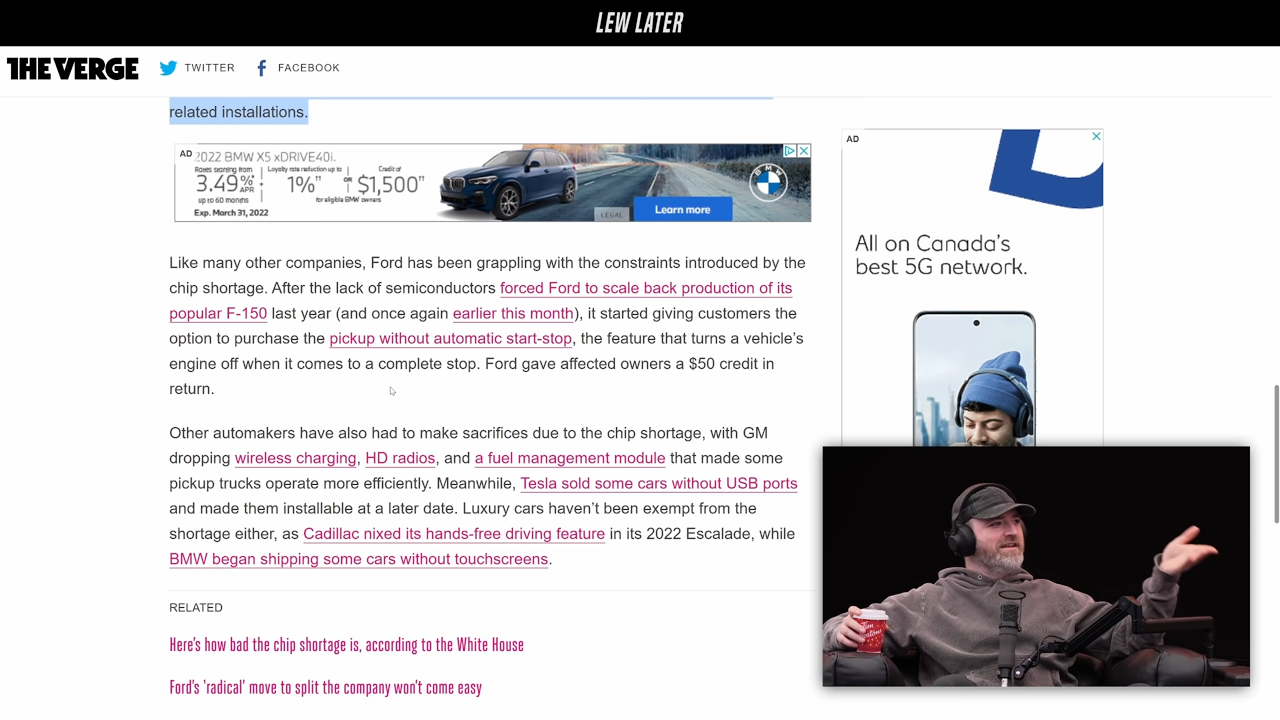 LEW LATER
THE VERGE
TWITTER
FACEBOOK
related installations.
AD
2022 BMW X5 xDRIVE40i.
Rates starting from
3.49%
APR
up to 60 months
Loyalty rate reduction up to
1%††
OR
Credit of
$1,500††
for eligible BMW owners
Exp. March 31, 2022
LEGAL
Learn more
Like many other companies, Ford has been grappling with the constraints introduced by the
chip shortage. After the lack of semiconductors forced Ford to scale back production of its
popular F-150 last year (and once again earlier this month), it started giving customers the
option to purchase the pickup without automatic start-stop, the feature that turns a vehicle's
engine off when it comes to a complete stop. Ford gave affected owners a $50 credit in
return.
Other automakers have also had to make sacrifices due to the chip shortage, with GM
dropping wireless charging, HD radios, and a fuel management module that made some
pickup trucks operate more efficiently. Meanwhile, Tesla sold some cars without USB ports
and made them installable at a later date. Luxury cars haven't been exempt from the
shortage either, as Cadillac nixed its hands-free driving feature in its 2022 Escalade, while
BMW began shipping some cars without touchscreens.
RELATED
Here's how bad the chip shortage is, according to the White House
Ford's 'radical' move to split the company won't come easy
AD
All on Canada's
best 5G network.
Tim Hortons